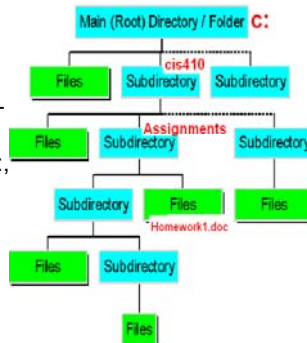 Main (Root) Directory / Folder c:
cis410
Files Subdirectory Subdirectory
Assignments
Files Subdirectory Subdirectory
Subdirectory Files Files
Homework1.doc
Files Subdirectory
Files